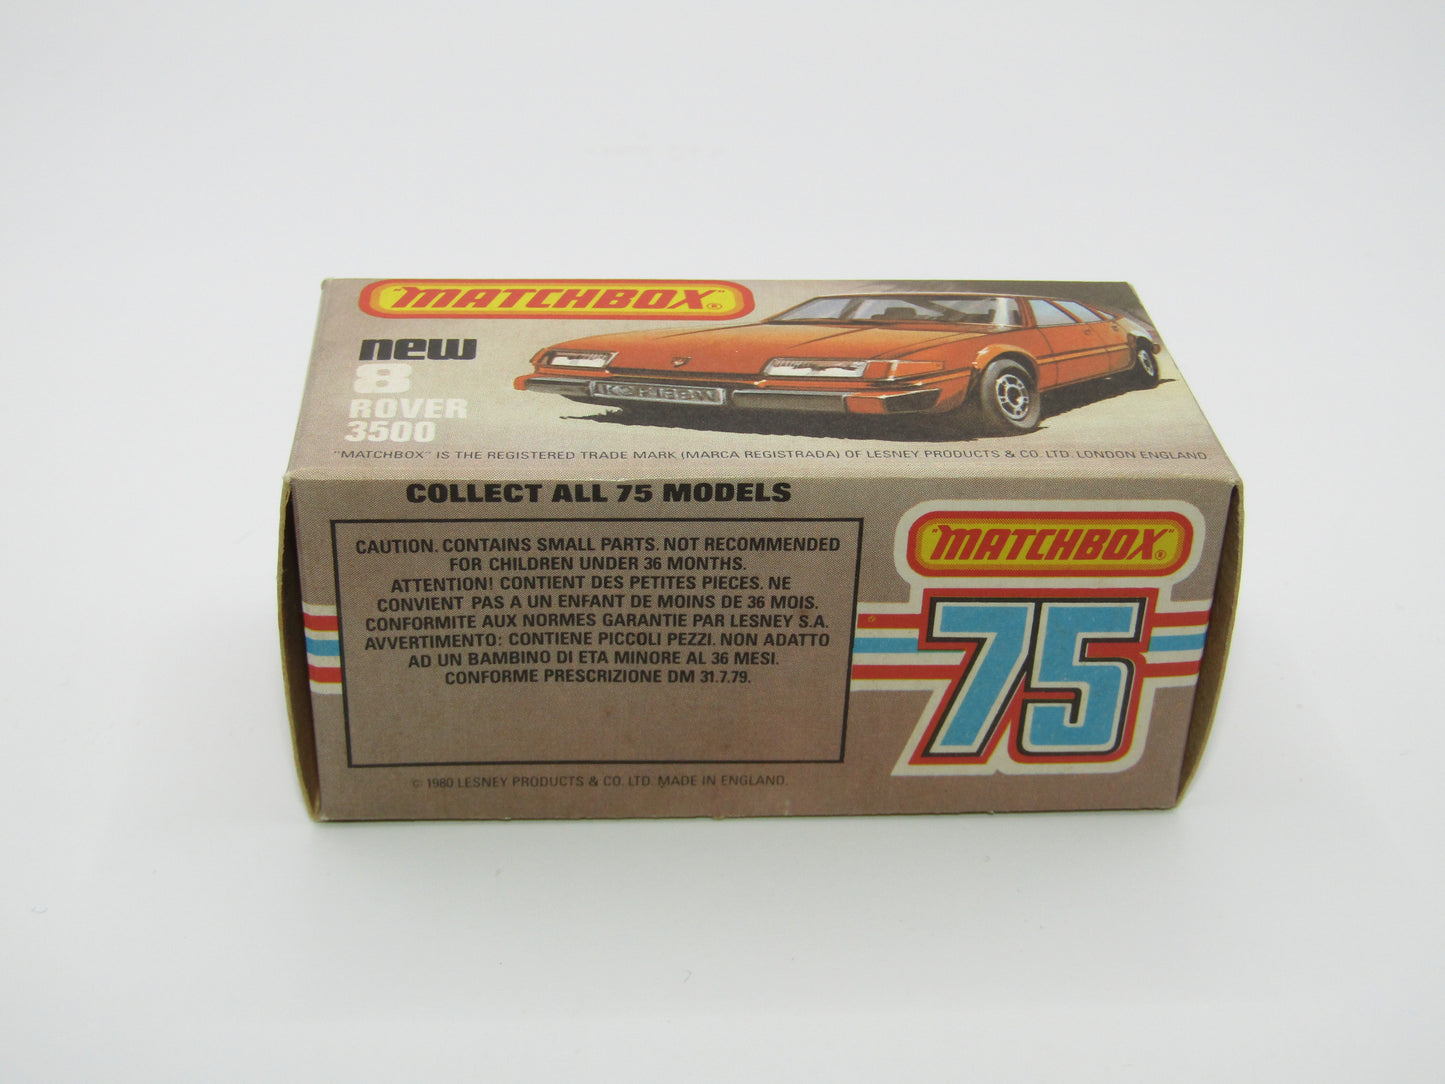 "MATCHBOX"®
new
8
ROVER
3500
"MATCHBOX" IS THE REGISTERED TRADE MARK (MARCA REGISTRADA) OF LESNEY PRODUCTS & CO. LTD. LONDON ENGLAND
COLLECT ALL 75 MODELS
CAUTION. CONTAINS SMALL PARTS. NOT RECOMMENDED
FOR CHILDREN UNDER 36 MONTHS.
ATTENTION! CONTIENT DES PETITES PIECES. NE
CONVIENT PAS A UN ENFANT DE MOINS DE 36 MOIS.
CONFORMITE AUX NORMES GARANTIE PAR LESNEY S.A.
AVVERTIMENTO: CONTIENE PICCOLI PEZZI. NON ADATTO
AD UN BAMBINO DI ETA MINORE AL 36 MESI.
CONFORME PRESCRIZIONE DM 31.7.79.
© 1980 LESNEY PRODUCTS & CO. LTD. MADE IN ENGLAND.
"MATCHBOX"®
75